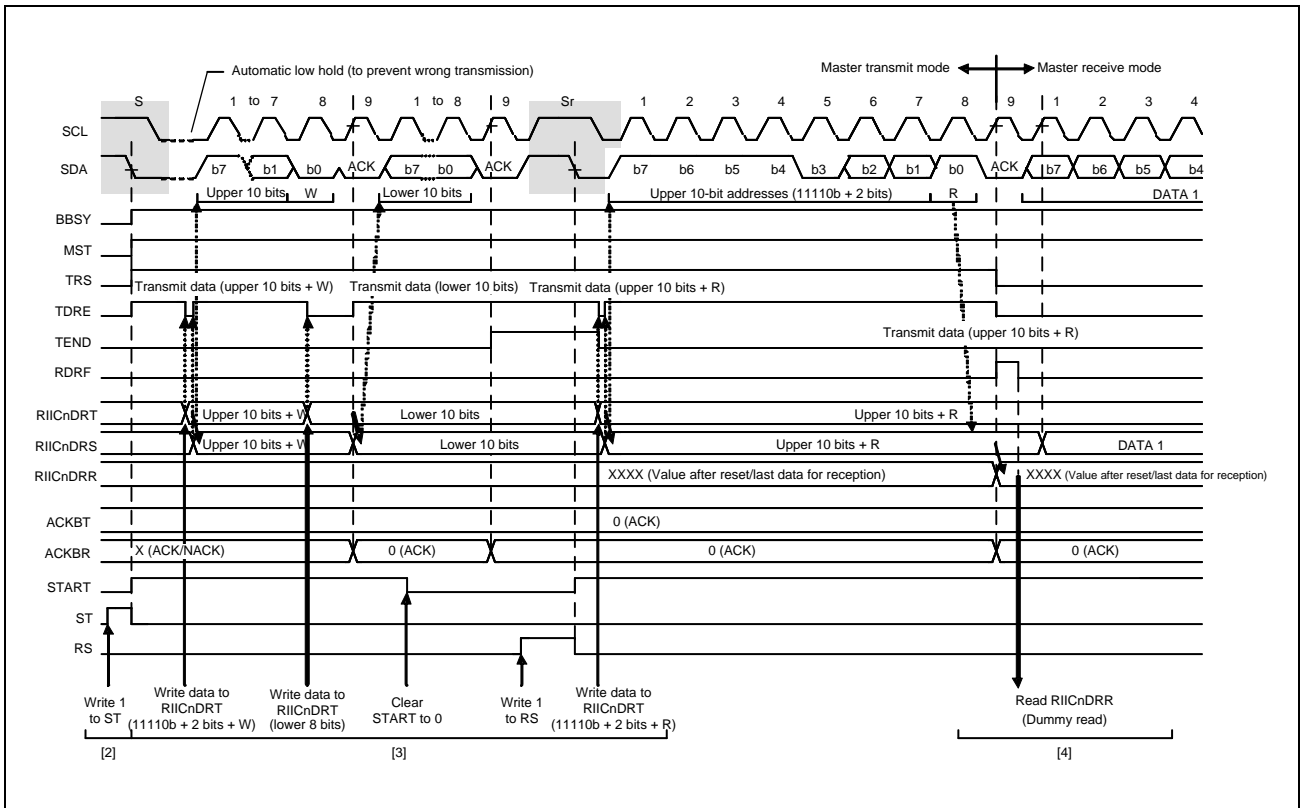 Automatic low hold (to prevent wrong transmission)
Master transmit mode Master receive mode
S 1 to 7 8 9 1 to 8 9 Sr 1 2 3 4 5 6 7 8 9 1 2 3 4
SCL
SDA b7 b1 b0 ACK b7 b0 ACK b7 b6 b5 b4 b3 b2 b1 b0 ACK b7 b6 b5 b4
Upper 10 bits W Lower 10 bits Upper 10-bit addresses (11110b + 2 bits) R DATA 1
BBSY
MST
TRS
Transmit data (upper 10 bits + W) Transmit data (lower 10 bits) Transmit data (upper 10 bits + R)
TDRE
Transmit data (upper 10 bits + R)
TEND
RDRF
RIICnDRT Upper 10 bits + W Lower 10 bits Upper 10 bits + R
RIICnDRS Upper 10 bits + W Lower 10 bits Upper 10 bits + R DATA 1
RIICnDRR XXXX (Value after reset/last data for reception) XXXX (Value after reset/last data for reception)
ACKBT 0 (ACK)
ACKBR X (ACK/NACK) 0 (ACK) 0 (ACK) 0 (ACK)
START
ST
RS
Write 1
to ST
Write data to
RIICnDRT
(11110b + 2 bits + W)
Write data to
RIICnDRT
(lower 8 bits)
Clear
START to 0
Write 1
to RS
Write data to
RIICnDRT
(11110b + 2 bits + R)
Read RIICnDRR
(Dummy read)
[2] [3] [4]